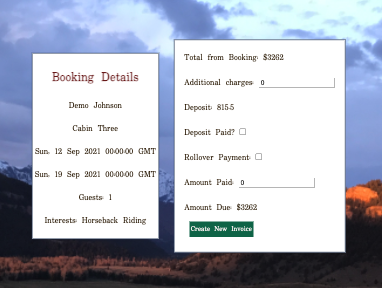 Booking Details
Demo Johnson
Cabin Three
Sun, 12 Sep 2021 00:00:00 GMT
Sun, 19 Sep 2021 00:00:00 GMT
Guests: 1
Interests: Horseback Riding
Total from Booking: $3262
Additional charges: 0
Deposit: 815.5
Deposit Paid?
Rollover Payment:
Amount Paid: 0
Amount Due: $3262
Create New Invoice